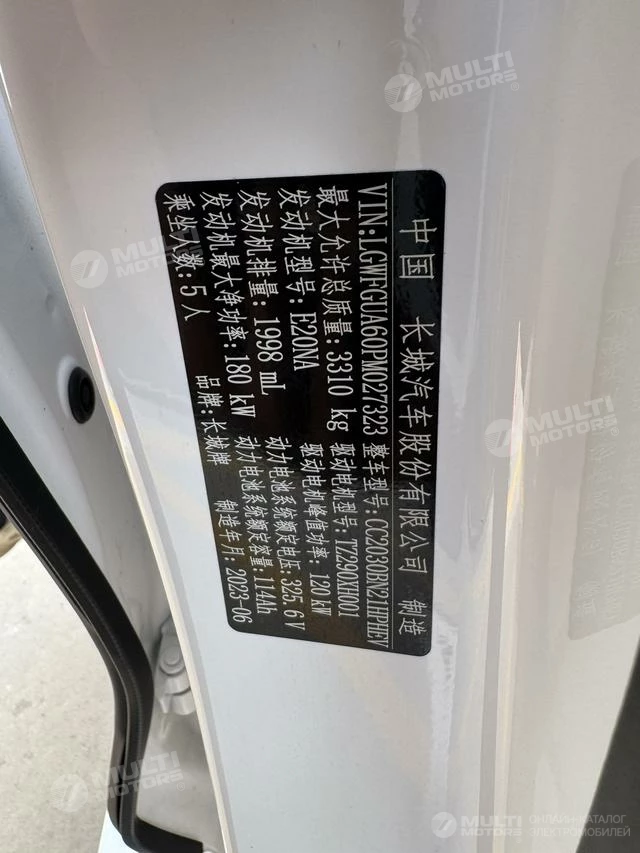 中国 长城汽车股份有限公司 制造
VIN:LGWFGUA60PM027323 整车型号:CC2030BX21HPHEV
最大允许总质量:3310 kg 驱动电机型号:TZ290XH001
发动机型号:E20NA 驱动电机峰值功率:120 kW
发动机排量:1998 mL 动力电池系统额定电压:325.6 V
发动机最大净功率:180 kW 动力电池系统额定容量:114Ah
乘坐人数:5人 品牌:长城牌 制造年月:2023-06
MULTI
MOTORS
MULTI
MOTORS
MULTI
MOTORS
MULTI
MOTORS
MULTI
MOTORS
ОНЛАЙН-КАТАЛОГ
ЭЛЕКТРОМОБИЛЕЙ